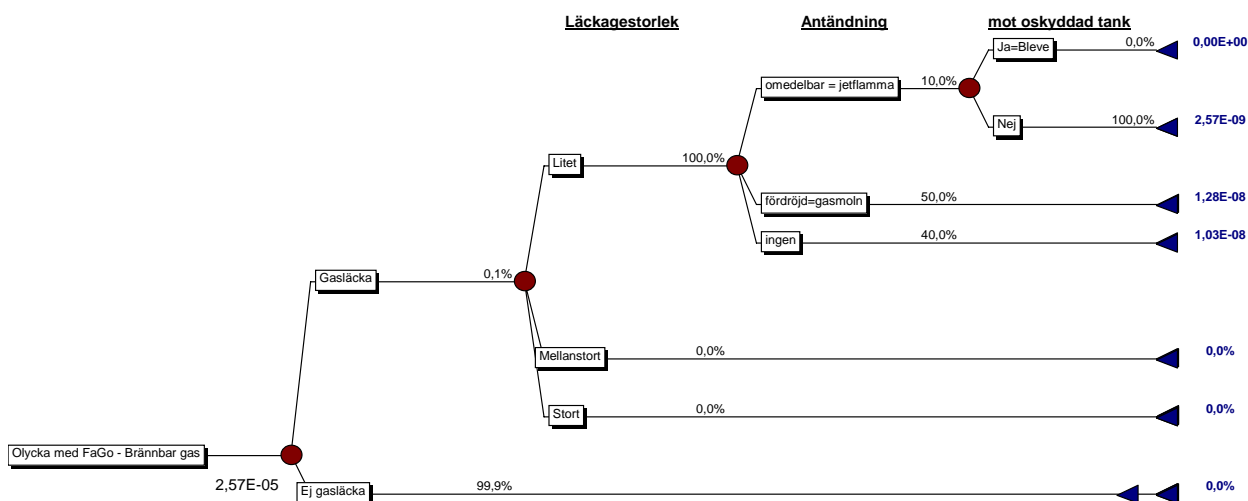 Läckagestorlek Antändning mot oskyddad tank
Ja=Bleve 0,0% 0,00E+00
omedelbar = jetflamma 10,0%
Nej 100,0% 2,57E-09
Litet 100,0%
fördröjd=gasmoln 50,0% 1,28E-08
ingen 40,0% 1,03E-08
Gasläcka 0,1%
Mellanstort 0,0% 0,0%
Stort 0,0% 0,0%
Olycka med FaGo - Brännbar gas
2,57E-05
Ej gasläcka 99,9% 0,0%